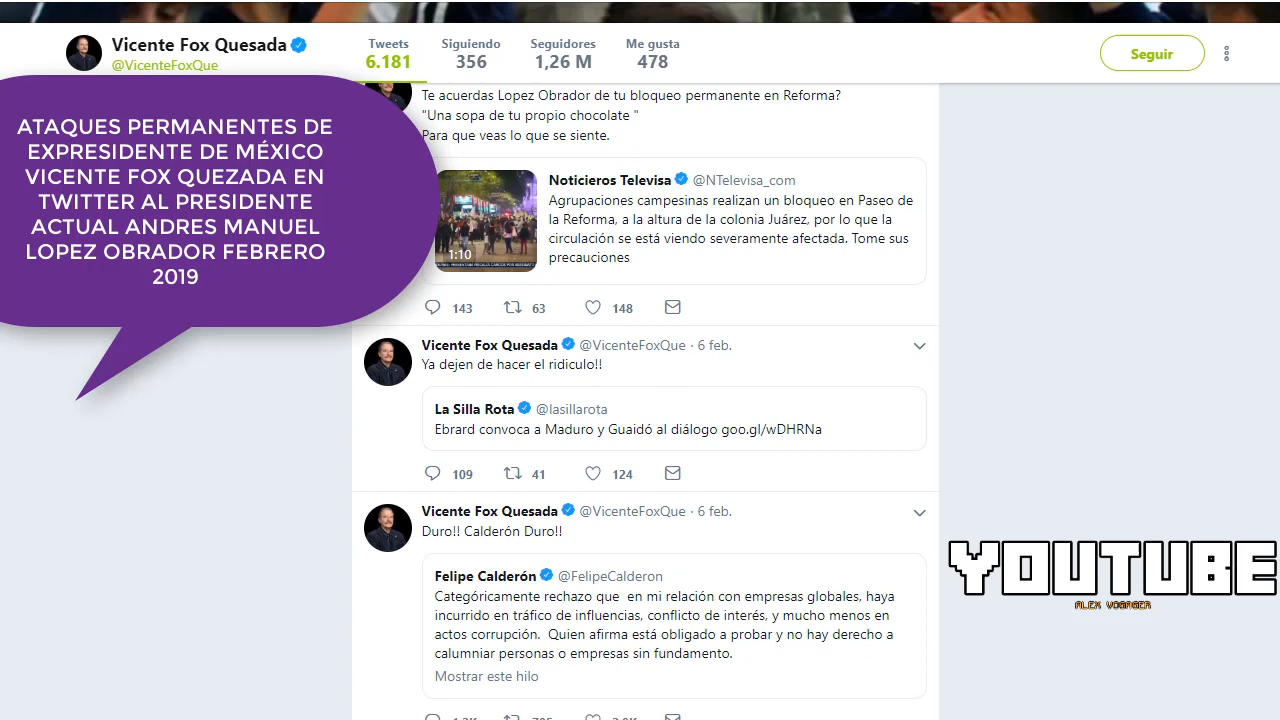 Vicente Fox Quesada
@VicenteFoxQue
Tweets
6.181
Siguiendo
356
Seguidores
1,26 M
Me gusta
478
Seguir
ATAQUES PERMANENTES DE
EXPRESIDENTE DE MÉXICO
VICENTE FOX QUEZADA EN
TWITTER AL PRESIDENTE
ACTUAL ANDRES MANUEL
LOPEZ OBRADOR FEBRERO
2019
Te acuerdas Lopez Obrador de tu bloqueo permanente en Reforma?
"Una sopa de tu propio chocolate "
Para que veas lo que se siente.
Noticieros Televisa @NTelevisa_com
Agrupaciones campesinas realizan un bloqueo en Paseo de
la Reforma, a la altura de la colonia Juárez, por lo que la
circulación se está viendo severamente afectada. Tome sus
precauciones
1:10
143 63 148
Vicente Fox Quesada @VicenteFoxQue · 6 feb.
Ya dejen de hacer el ridiculo!!
La Silla Rota @lasillarota
Ebrard convoca a Maduro y Guaidó al diálogo goo.gl/wDHRNa
109 41 124
Vicente Fox Quesada @VicenteFoxQue · 6 feb.
Duro!! Calderón Duro!!
Felipe Calderón @FelipeCalderon
Categóricamente rechazo que  en mi relación con empresas globales, haya
incurrido en tráfico de influencias, conflicto de interés, y mucho menos en
actos corrupción.  Quien afirma está obligado a probar y no hay derecho a
calumniar personas o empresas sin fundamento.
Mostrar este hilo
YOUTUBE
ALEX VOGAGER